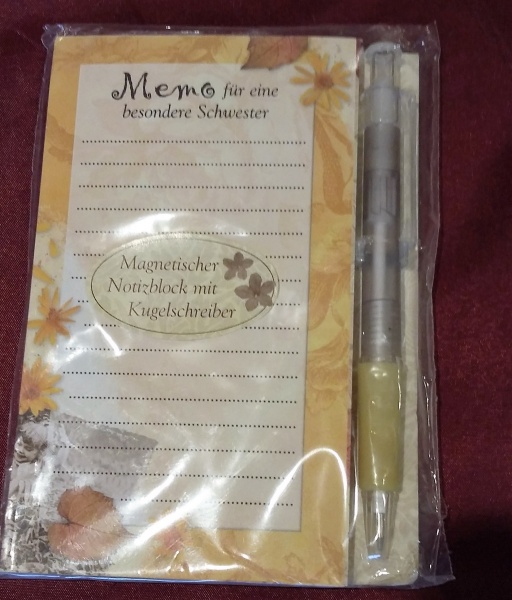 Memo für eine
besondere Schwester
Magnetischer
Notizblock mit
Kugelschreiber